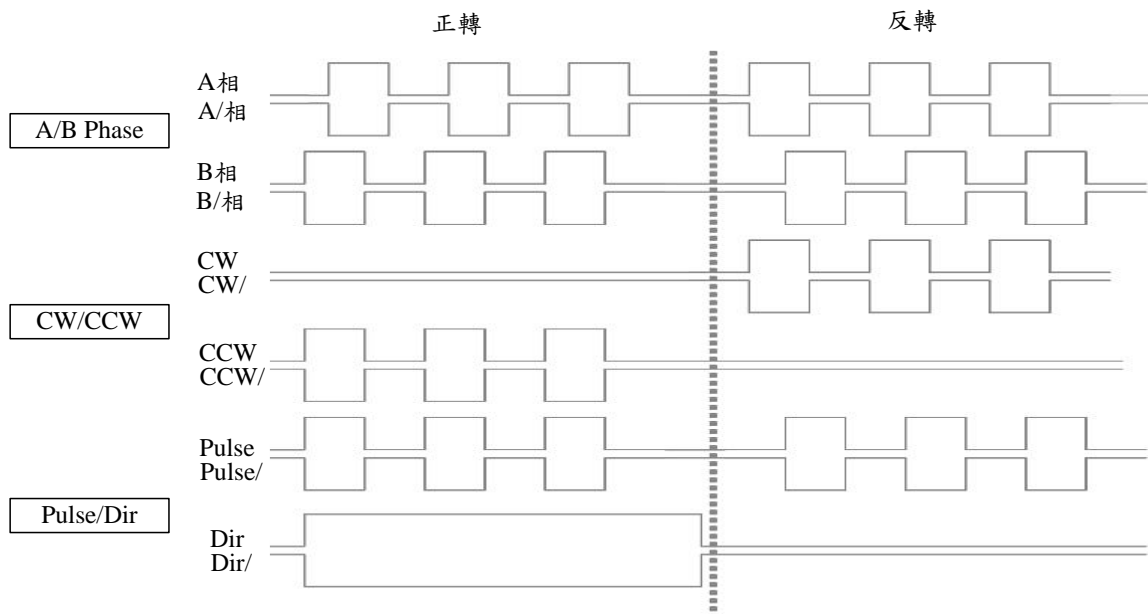 正轉
反轉
A相
A/相
A/B Phase
B相
B/相
CW
CW/
CW/CCW
CCW
CCW/
Pulse
Pulse/
Pulse/Dir
Dir
Dir/